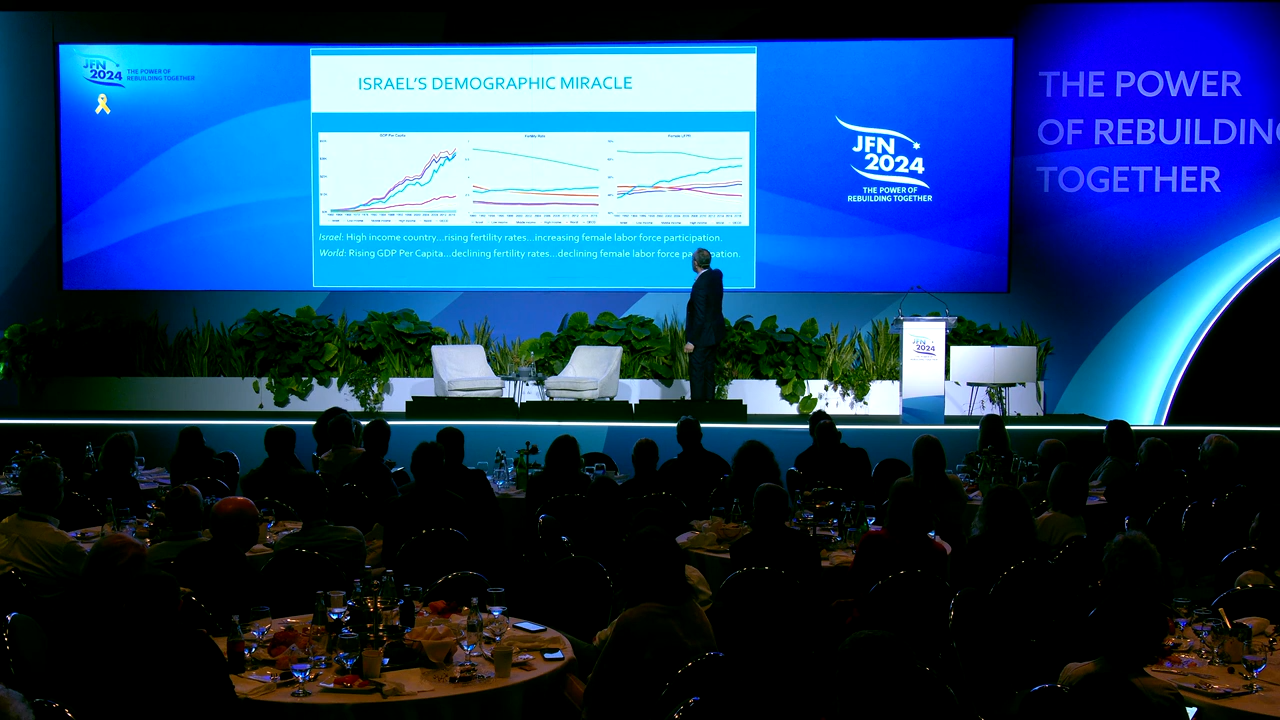 JFN
2024
THE POWER OF
REBUILDING TOGETHER
ISRAEL'S DEMOGRAPHIC MIRACLE
GDP Per Capita
Fertility Rate
Female LFPR
Israel: High income country...rising fertility rates...increasing female labor force participation.
World: Rising GDP Per Capita...declining fertility rates...declining female labor force
JFN
2024
THE POWER OF
REBUILDING TOGETHER
THE POWER
OF REBUILDING
TOGETHER
JFN
2024